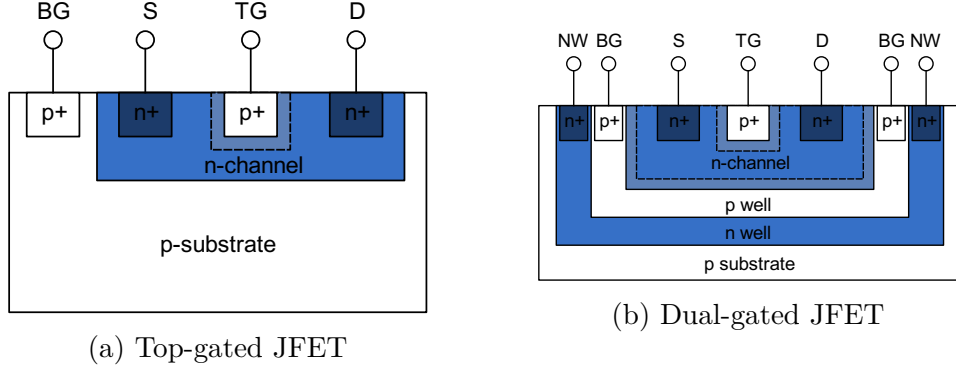 BG S TG D
p+ n+ p+ n+
n-channel
p-substrate
(a) Top-gated JFET
NW BG S TG D BG NW
n+ p+ n+ p+ n+ p+ n+
n-channel
p well
n well
p substrate
(b) Dual-gated JFET